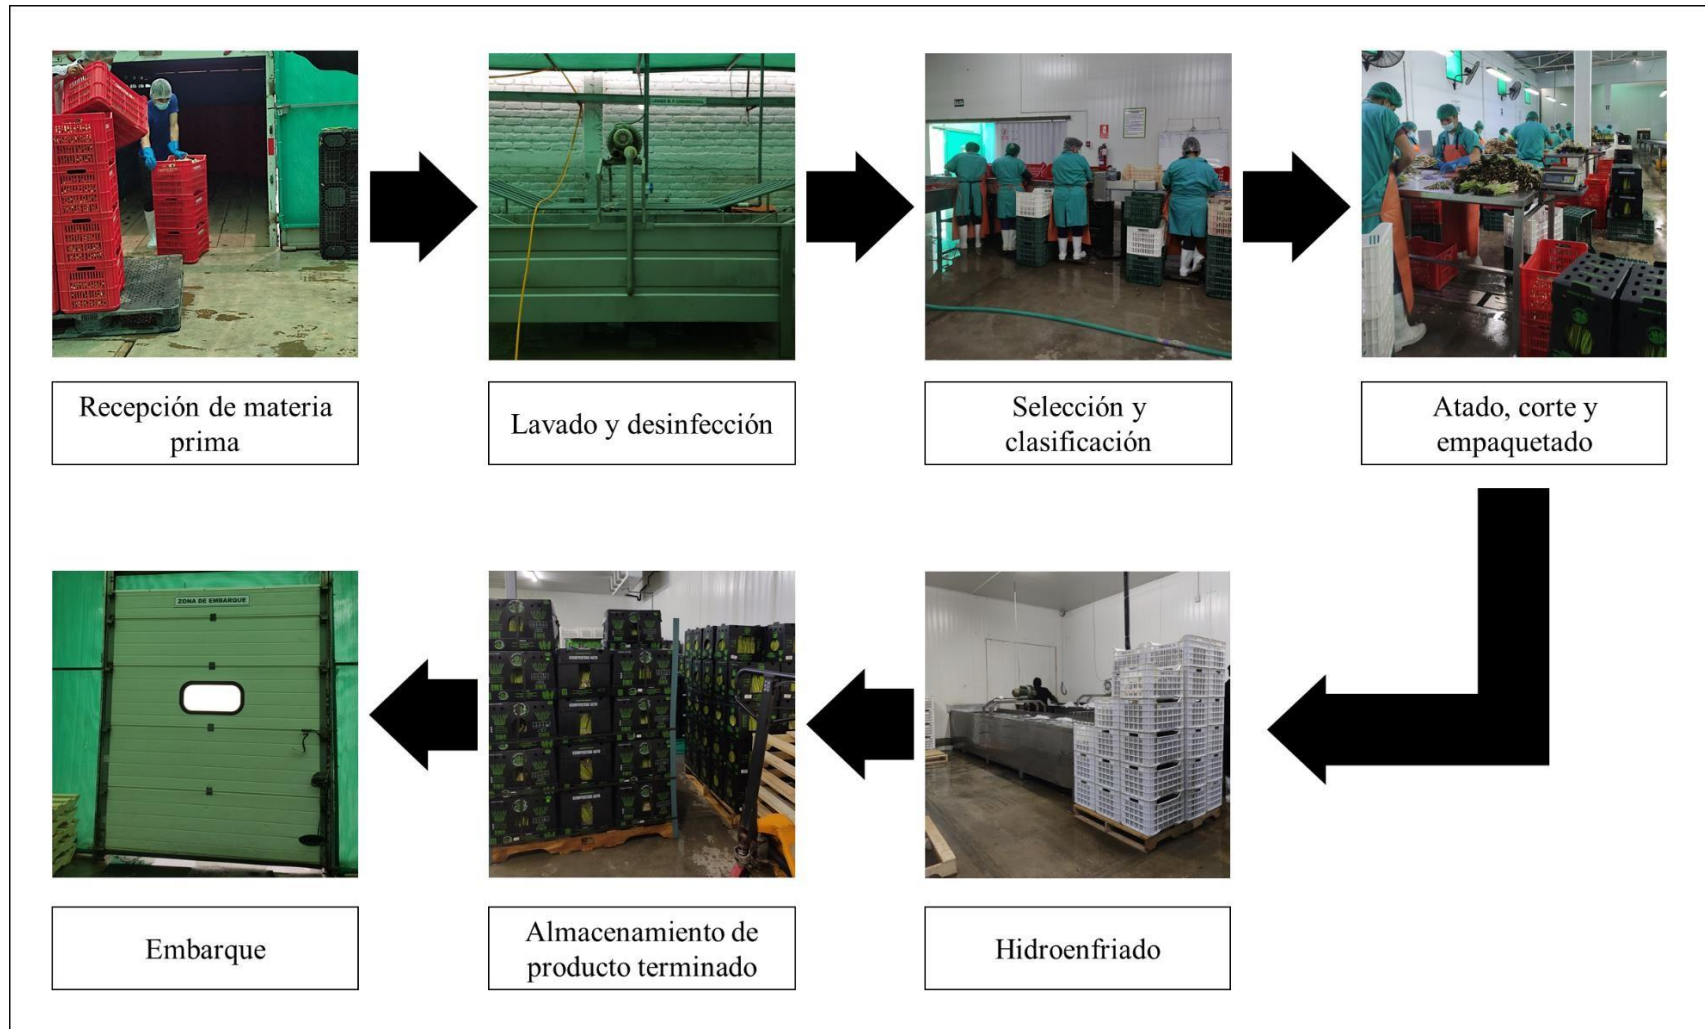 Recepción de materia
prima
Lavado y desinfección
Selección y
clasificación
Atado, corte y
empaquetado
ZONA DE EMBARQUE
Embarque
Almacenamiento de
producto terminado
Hidroenfriado